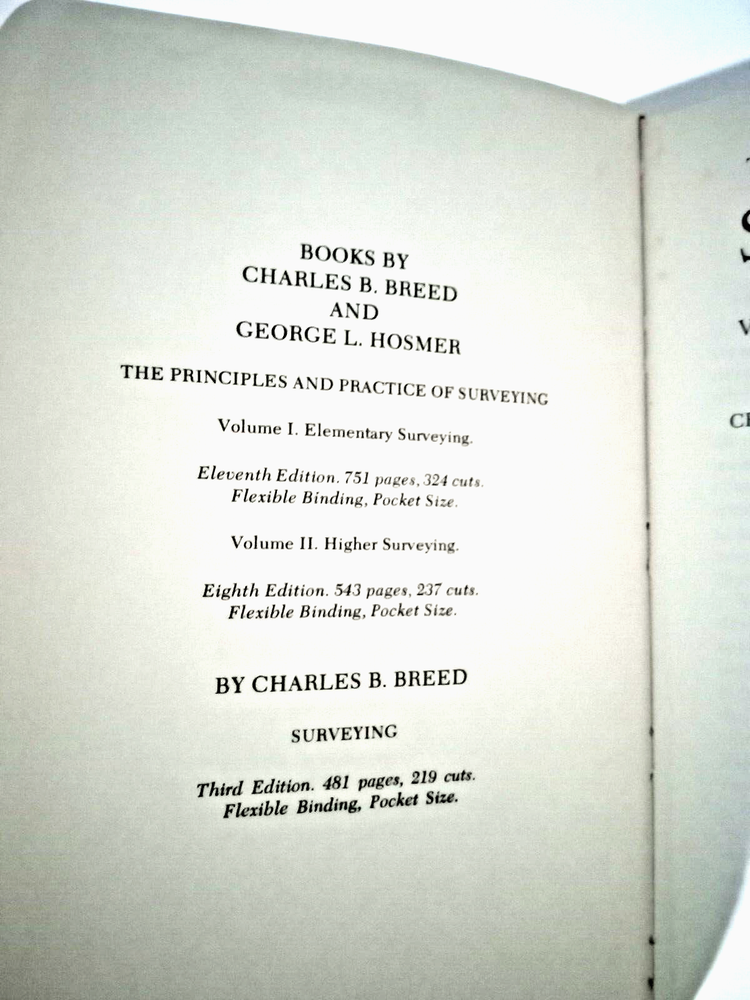 BOOKS BY
CHARLES B. BREED
AND
GEORGE L. HOSMER
THE PRINCIPLES AND PRACTICE OF SURVEYING
Volume I. Elementary Surveying.
Eleventh Edition. 751 pages, 324 cuts.
Flexible Binding, Pocket Size.
Volume II. Higher Surveying.
Eighth Edition. 543 pages, 237 cuts.
Flexible Binding, Pocket Size.
BY CHARLES B. BREED
SURVEYING
Third Edition. 481 pages, 219 cuts.
Flexible Binding, Pocket Size.